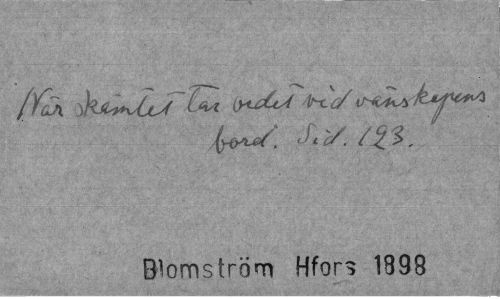 När skämtet tar ordet vid vänskapens
bord. Sid. 123.
Blomström Hfors 1898